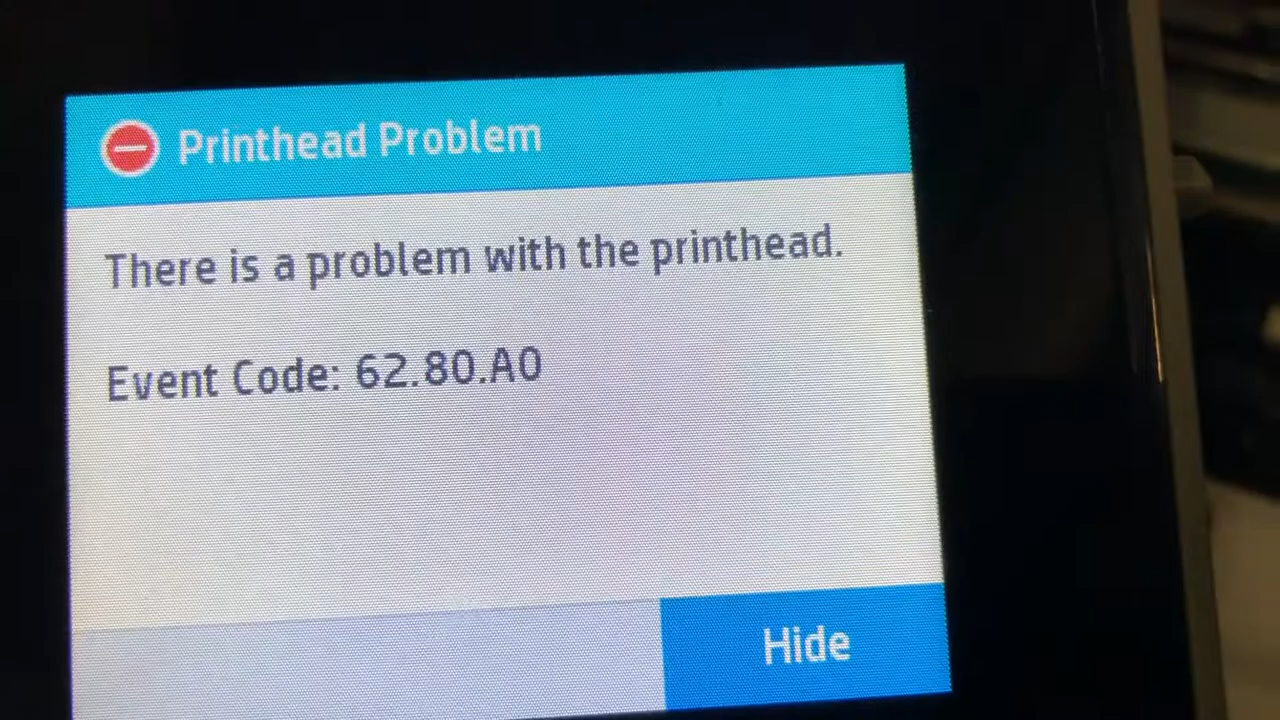 Printhead Problem
There is a problem with the printhead.
Event Code: 62.80.A0
Hide